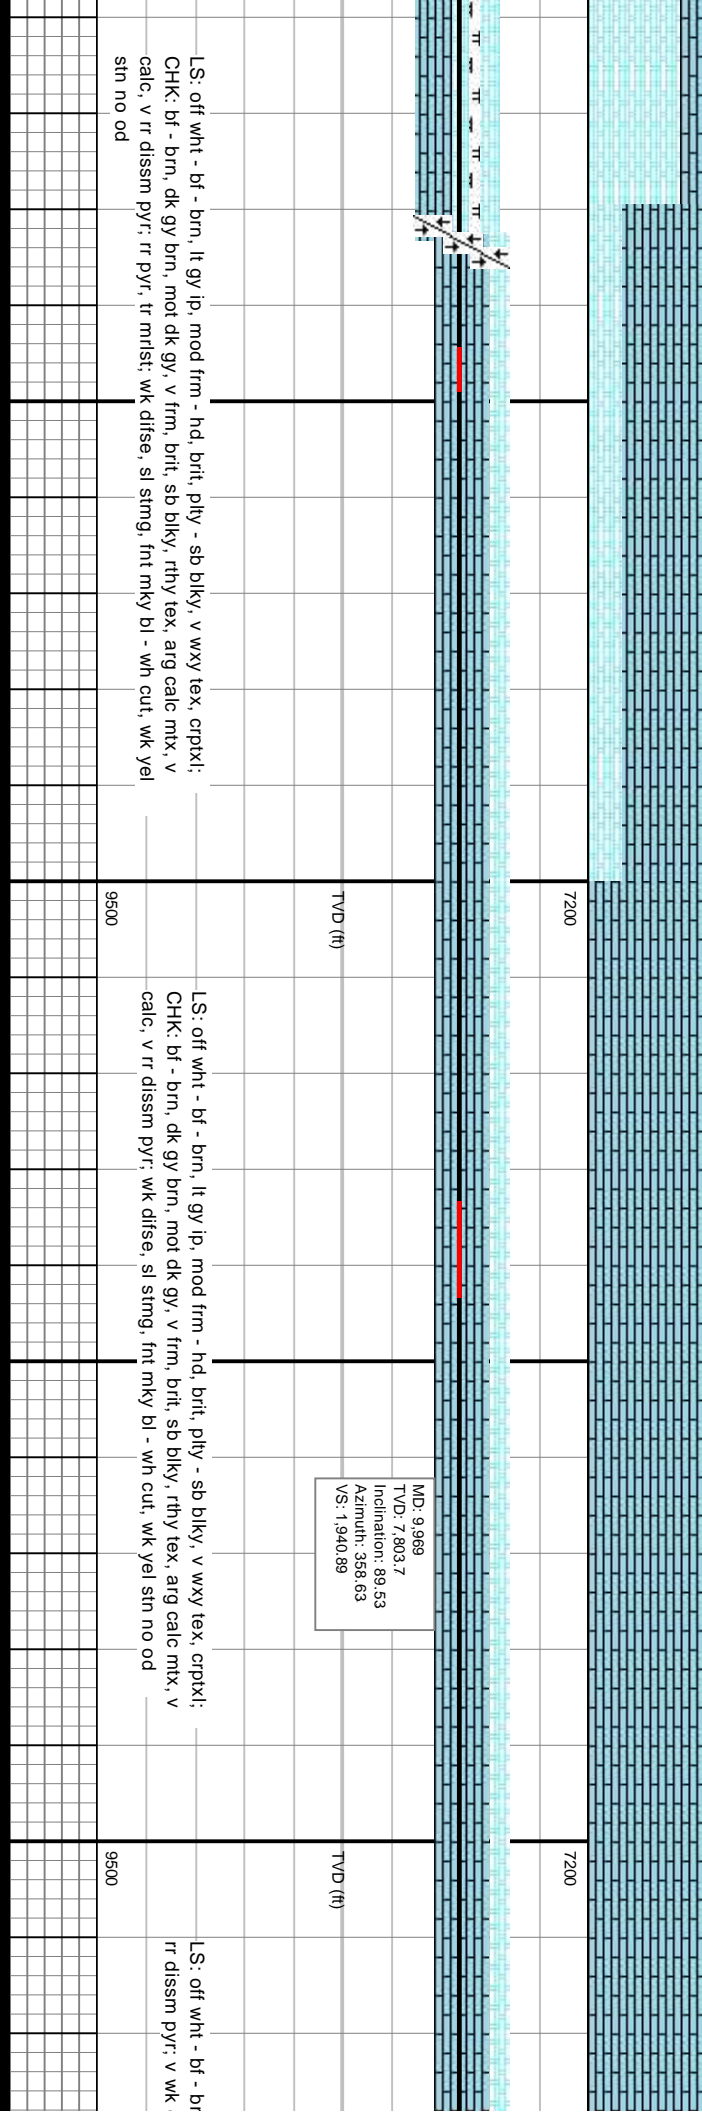 LS: off wht - bf - brn, lt gy ip, mod frm - hd, brit, plty - sb blky, v wxy tex, crptxl;
CHK: bf - brn, dk gy brn, mot dk gy, v frm, brit, sb blky, rthy tex, arg calc mtx, v
calc, v rr dissm pyr; rr pyr, tr mrlst; wk difse, sl stmg, fnt mky bl - wh cut, wk yel
stn no od
7200
TVD (ft)
9500
LS: off wht - bf - brn, lt gy ip, mod frm - hd, brit, plty - sb blky, v wxy tex, crptxl;
CHK: bf - brn, dk gy brn, mot dk gy, v frm, brit, sb blky, rthy tex, arg calc mtx, v
calc, v rr dissm pyr; wk difse, sl stmg, fnt mky bl - wh cut, wk yel stn no od
MD: 9,969
TVD: 7,803.7
Inclination: 89.53
Azimuth: 358.63
VS: 1,940.89
7200
TVD (ft)
9500
LS: off wht - bf - br
rr dissm pyr; v wk